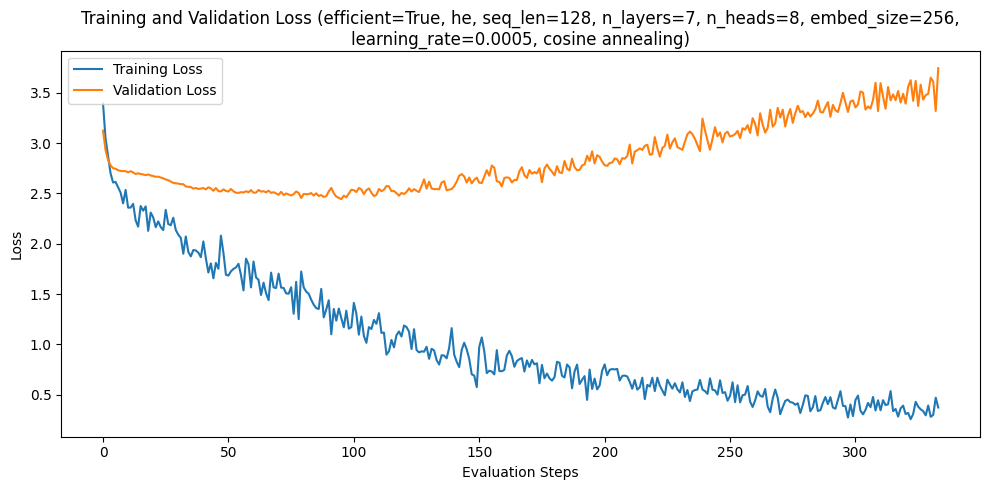 Training and Validation Loss (efficient=True, he, seq_len=128, n_layers=7, n_heads=8, embed_size=256,
learning_rate=0.0005, cosine annealing)
Training Loss
Validation Loss
3.5
3.0
2.5
2.0
1.5
1.0
0.5
Loss
0 50 100 150 200 250 300
Evaluation Steps